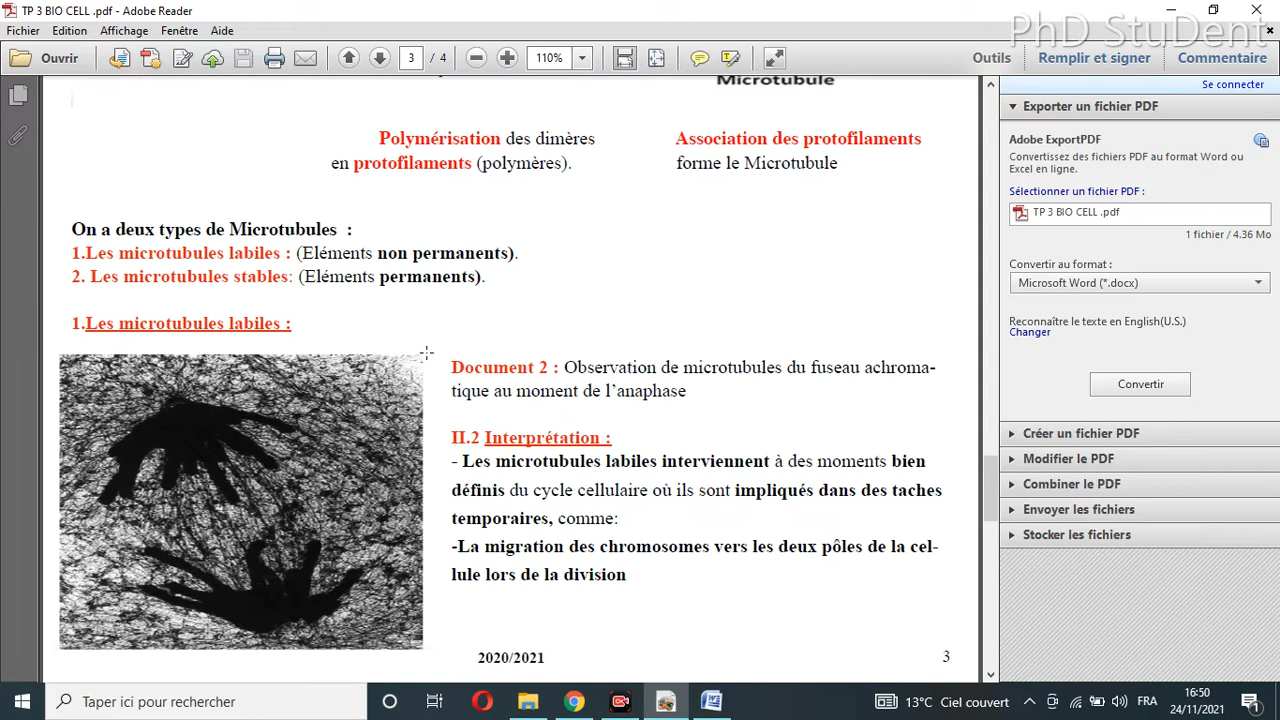 TP 3 BIO CELL .pdf - Adobe Reader
PhD StuDent
Fichier Edition Affichage Fenêtre Aide
Ouvrir 3 / 4 110% Outils Remplir et signer Commentaire
Se connecter
Microtubule
Polymérisation des dimères
en protofilaments (polymères).
Association des protofilaments
forme le Microtubule
On a deux types de Microtubules :
1.Les microtubules labiles : (Eléments non permanents).
2. Les microtubules stables: (Eléments permanents).
1.Les microtubules labiles :
Document 2 : Observation de microtubules du fuseau achroma-
tique au moment de l’anaphase
II.2 Interprétation :
- Les microtubules labiles interviennent à des moments bien
définis du cycle cellulaire où ils sont impliqués dans des taches
temporaires, comme:
-La migration des chromosomes vers les deux pôles de la cel-
lule lors de la division
2020/2021
3
Exporter un fichier PDF
Adobe ExportPDF
Convertissez des fichiers PDF au format Word ou
Excel en ligne.
Sélectionner un fichier PDF :
TP 3 BIO CELL .pdf
1 fichier / 4.36 Mo
Convertir au format :
Microsoft Word (*.docx)
Reconnaître le texte en English(U.S.)
Changer
Convertir
Créer un fichier PDF
Modifier le PDF
Combiner le PDF
Envoyer les fichiers
Stocker les fichiers
Taper ici pour rechercher
13°C Ciel couvert
FRA
16:50
24/11/2021
1